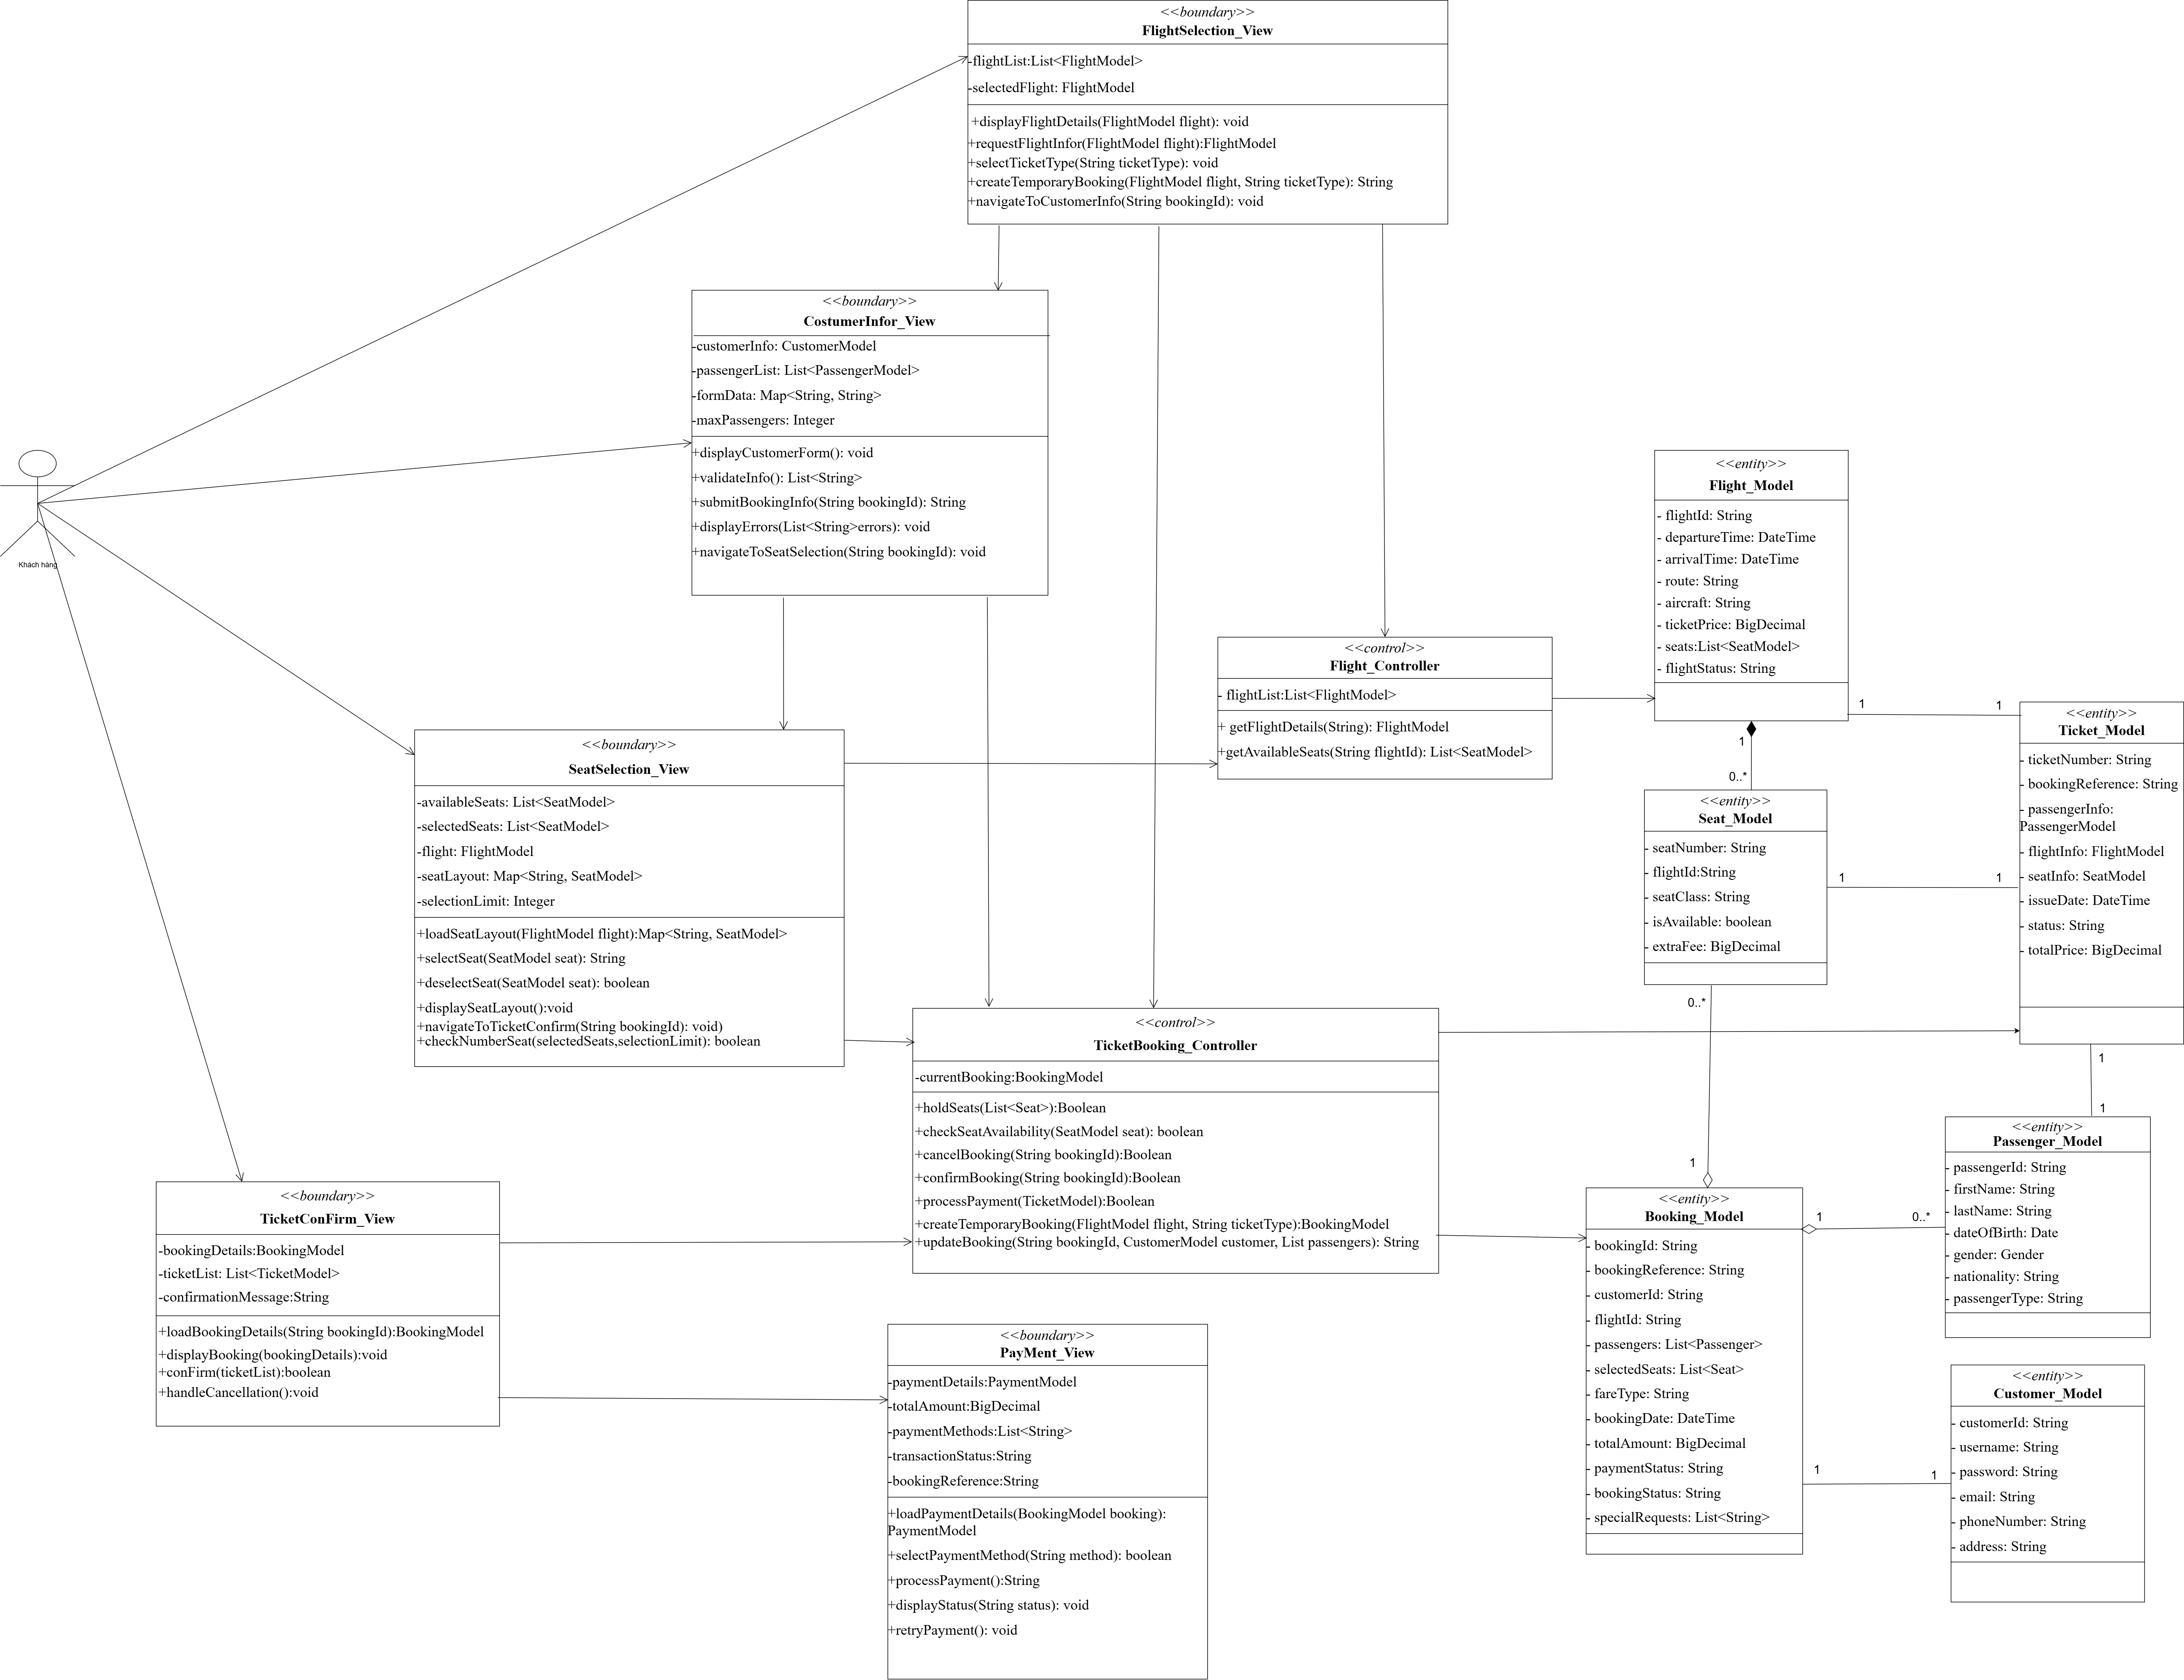 <<boundary>>
FlightSelection_View
-flightList:List<FlightModel>
-selectedFlight: FlightModel
+displayFlightDetails(FlightModel flight): void
+requestFlightInfor(FlightModel flight):FlightModel
+selectTicketType(String ticketType): void
+createTemporaryBooking(FlightModel flight, String ticketType): String
+navigateToCustomerInfo(String bookingId): void
<<boundary>>
CostumerInfor_View
-customerInfo: CustomerModel
-passengerList: List<PassengerModel>
-formData: Map<String, String>
-maxPassengers: Integer
+displayCustomerForm(): void
+validateInfo(): List<String>
+submitBookingInfo(String bookingId): String
+displayErrors(List<String>errors): void
+navigateToSeatSelection(String bookingId): void
Khách hàng
<<entity>>
Flight_Model
- flightId: String
- departureTime: DateTime
- arrivalTime: DateTime
- route: String
- aircraft: String
- ticketPrice: BigDecimal
- seats:List<SeatModel>
- flightStatus: String
<<control>>
Flight_Controller
- flightList:List<FlightModel>
+ getFlightDetails(String): FlightModel
+getAvailableSeats(String flightId): List<SeatModel>
1
1
1
0..*
<<entity>>
Ticket_Model
- ticketNumber: String
- bookingReference: String
- passengerInfo:
PassengerModel
- flightInfo: FlightModel
- seatInfo: SeatModel
- issueDate: DateTime
- status: String
- totalPrice: BigDecimal
<<boundary>>
SeatSelection_View
-availableSeats: List<SeatModel>
-selectedSeats: List<SeatModel>
-flight: FlightModel
-seatLayout: Map<String, SeatModel>
-selectionLimit: Integer
+loadSeatLayout(FlightModel flight):Map<String, SeatModel>
+selectSeat(SeatModel seat): String
+deselectSeat(SeatModel seat): boolean
+displaySeatLayout():void
+navigateToTicketConfirm(String bookingId): void)
+checkNumberSeat(selectedSeats,selectionLimit): boolean
<<entity>>
Seat_Model
- seatNumber: String
- flightId:String
- seatClass: String
- isAvailable: boolean
- extraFee: BigDecimal
1
1
0..*
1
<<control>>
TicketBooking_Controller
-currentBooking:BookingModel
+holdSeats(List<Seat>):Boolean
+checkSeatAvailability(SeatModel seat): boolean
+cancelBooking(String bookingId):Boolean
+confirmBooking(String bookingId):Boolean
+processPayment(TicketModel):Boolean
+createTemporaryBooking(FlightModel flight, String ticketType):BookingModel
+updateBooking(String bookingId, CustomerModel customer, List passengers): String
1
1
<<entity>>
Passenger_Model
- passengerId: String
- firstName: String
- lastName: String
- dateOfBirth: Date
- gender: Gender
- nationality: String
- passengerType: String
<<boundary>>
TicketConFirm_View
-bookingDetails:BookingModel
-ticketList: List<TicketModel>
-confirmationMessage:String
+loadBookingDetails(String bookingId):BookingModel
+displayBooking(bookingDetails):void
+conFirm(ticketList):boolean
+handleCancellation():void
<<entity>>
Booking_Model
- bookingId: String
- bookingReference: String
- customerId: String
- flightId: String
- passengers: List<Passenger>
- selectedSeats: List<Seat>
- fareType: String
- bookingDate: DateTime
- totalAmount: BigDecimal
- paymentStatus: String
- bookingStatus: String
- specialRequests: List<String>
1
0..*
1
1
<<boundary>>
PayMent_View
-paymentDetails:PaymentModel
-totalAmount:BigDecimal
-paymentMethods:List<String>
-transactionStatus:String
-bookingReference:String
+loadPaymentDetails(BookingModel booking):
PaymentModel
+selectPaymentMethod(String method): boolean
+processPayment():String
+displayStatus(String status): void
+retryPayment(): void
<<entity>>
Customer_Model
- customerId: String
- username: String
- password: String
- email: String
- phoneNumber: String
- address: String